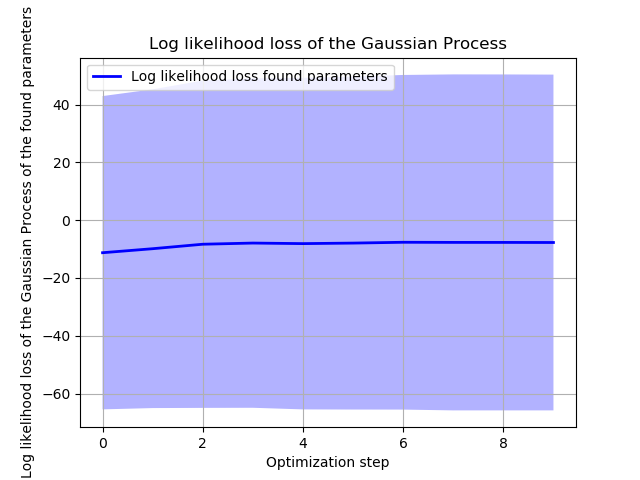 Log likelihood loss of the Gaussian Process
Log likelihood loss found parameters
Log likelihood loss of the Gaussian Process of the found parameters
40
20
0
−20
−40
−60
0 2 4 6 8
Optimization step